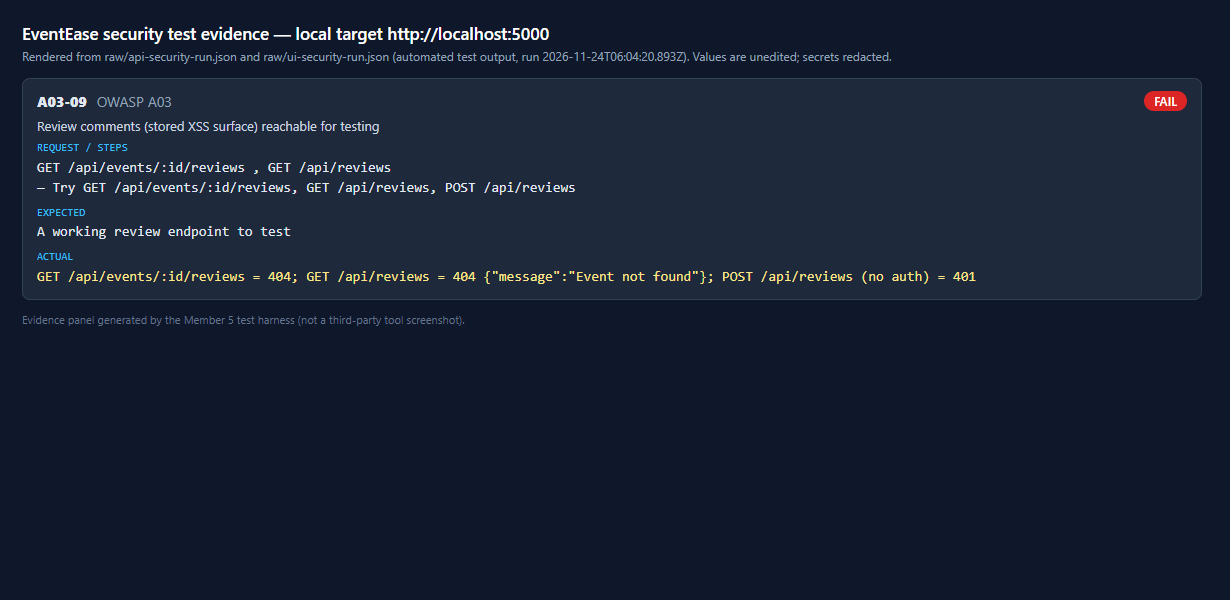 EventEase security test evidence — local target http://localhost:5000
Rendered from raw/api-security-run.json and raw/ui-security-run.json (automated test output, run 2026-11-24T06:04:20.893Z). Values are unedited; secrets redacted.
A03-09 OWASP A03 FAIL
Review comments (stored XSS surface) reachable for testing
REQUEST / STEPS
GET /api/events/:id/reviews , GET /api/reviews
— Try GET /api/events/:id/reviews, GET /api/reviews, POST /api/reviews
EXPECTED
A working review endpoint to test
ACTUAL
GET /api/events/:id/reviews = 404; GET /api/reviews = 404 {"message":"Event not found"}; POST /api/reviews (no auth) = 401
Evidence panel generated by the Member 5 test harness (not a third-party tool screenshot).